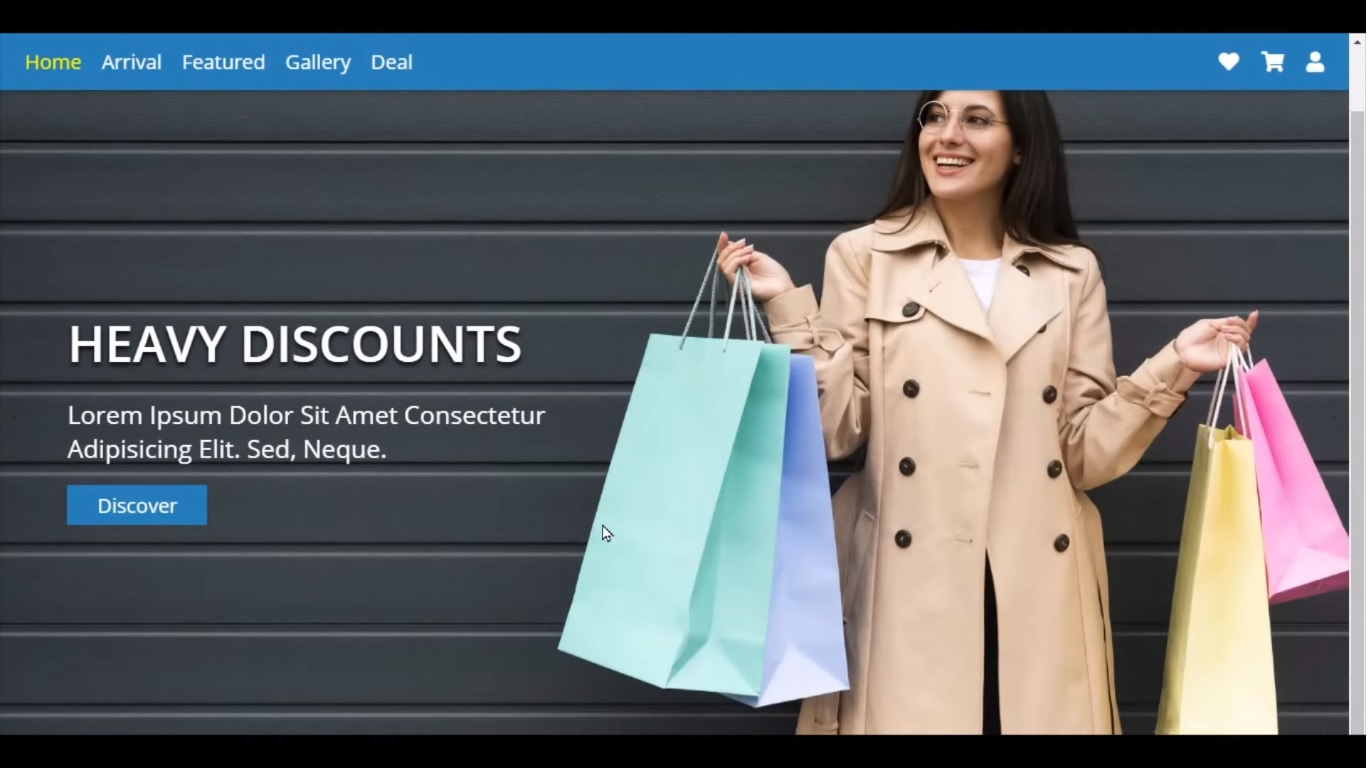 Home Arrival Featured Gallery Deal
HEAVY DISCOUNTS
Lorem Ipsum Dolor Sit Amet Consectetur
Adipisicing Elit. Sed, Neque.
Discover